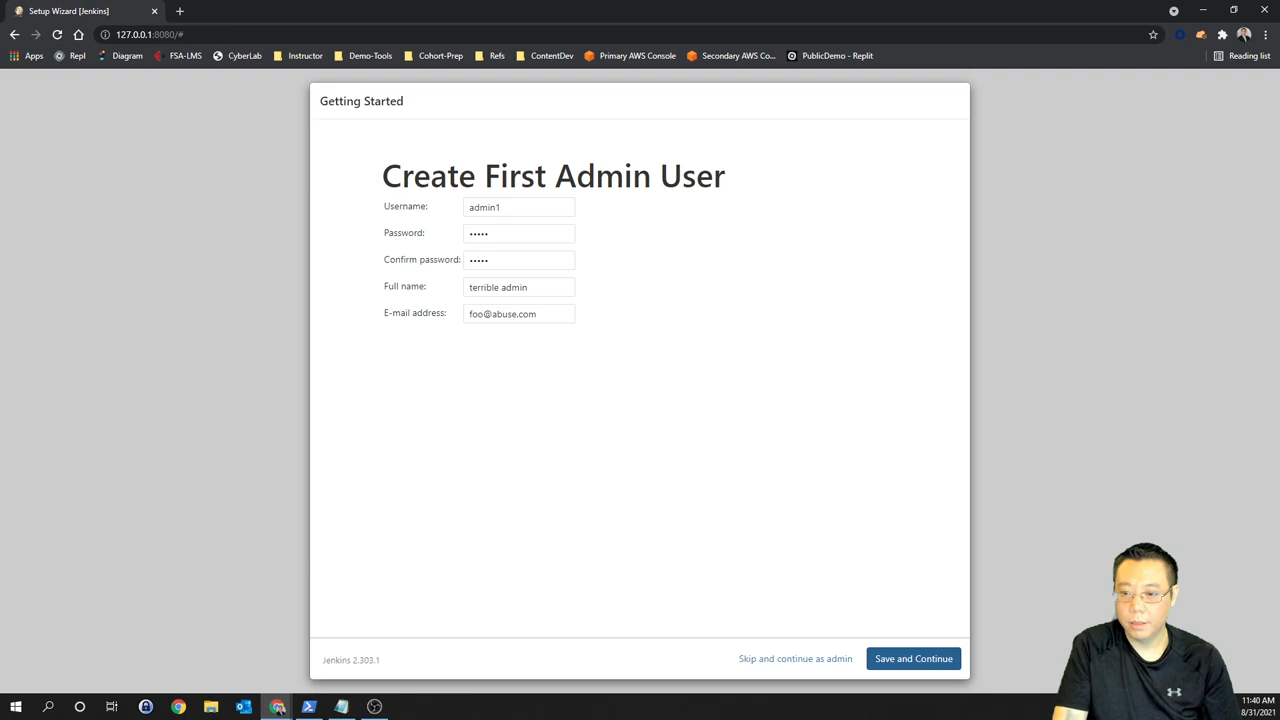 Setup Wizard [Jenkins]
127.0.0.1:8080/#
Apps Repl Diagram FSA-LMS CyberLab Instructor Demo-Tools Cohort-Prep Refs ContentDev Primary AWS Console Secondary AWS Co... PublicDemo - Replit Reading list
Getting Started
Create First Admin User
Username: admin1
Password: •••••
Confirm password: •••••
Full name: terrible admin
E-mail address: foo@abuse.com
Jenkins 2.303.1 Skip and continue as admin Save and Continue
11:40 AM
8/31/2021